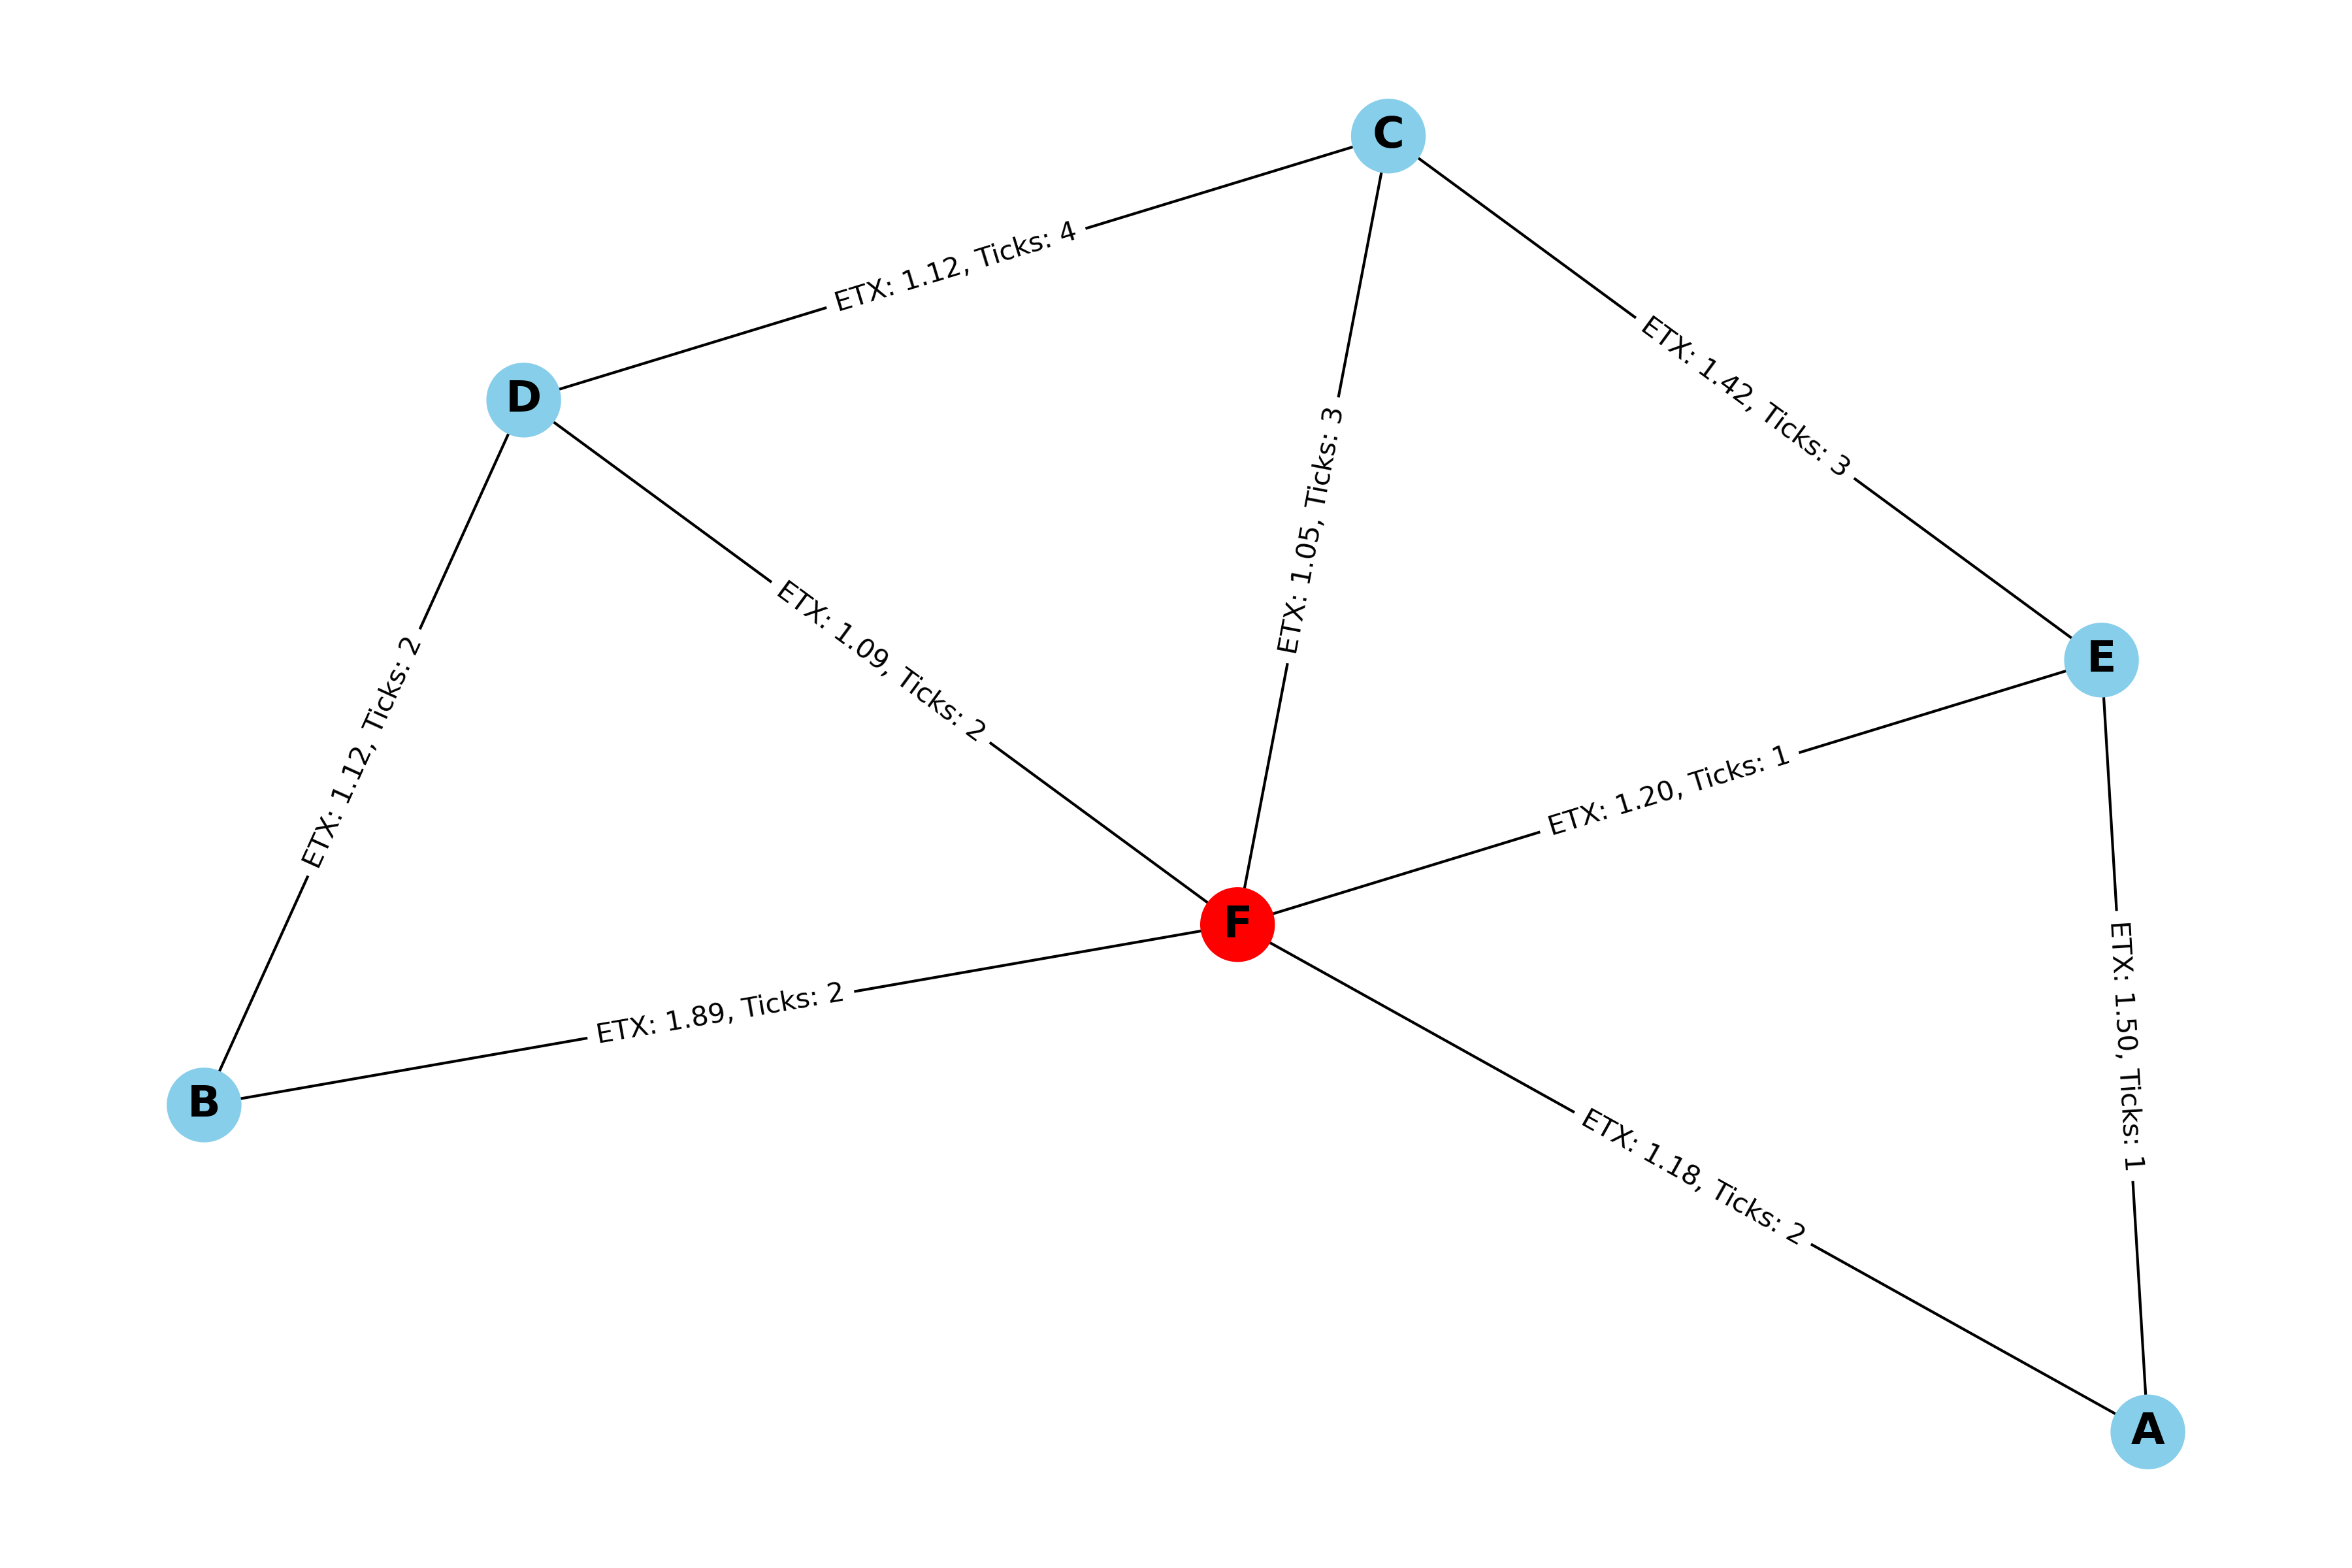 C
ETX: 1.12, Ticks: 4
ETX: 1.42, Ticks: 3
D
ETX: 1.05, Ticks: 3
ETX: 1.09, Ticks: 2
E
ETX: 1.12, Ticks: 2
ETX: 1.20, Ticks: 1
F
ETX: 1.89, Ticks: 2
ETX: 1.50, Ticks: 1
B
ETX: 1.18, Ticks: 2
A